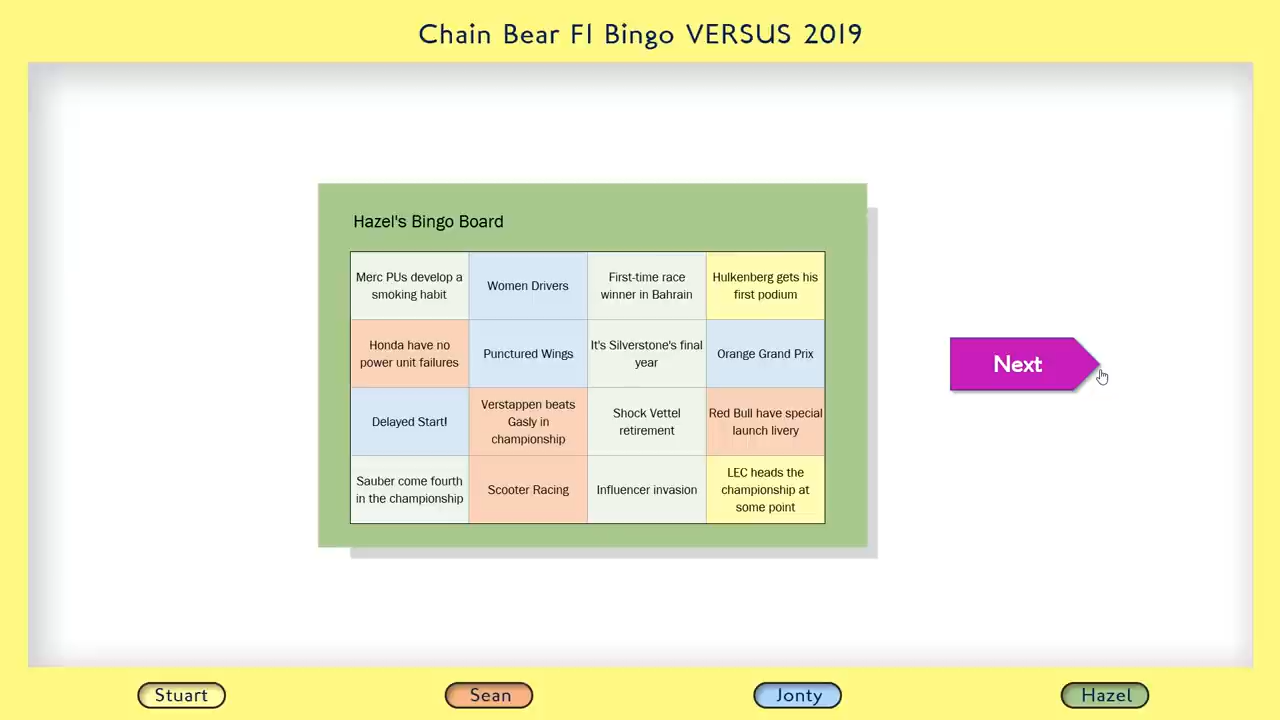 Chain Bear F1 Bingo VERSUS 2019
Hazel's Bingo Board
Merc PUs develop a
smoking habit
Women Drivers
First-time race
winner in Bahrain
Hulkenberg gets his
first podium
Honda have no
power unit failures
Punctured Wings
It's Silverstone's final
year
Orange Grand Prix
Delayed Start!
Verstappen beats
Gasly in
championship
Shock Vettel
retirement
Red Bull have special
launch livery
Sauber come fourth
in the championship
Scooter Racing
Influencer invasion
LEC heads the
championship at
some point
Next
Stuart
Sean
Jonty
Hazel